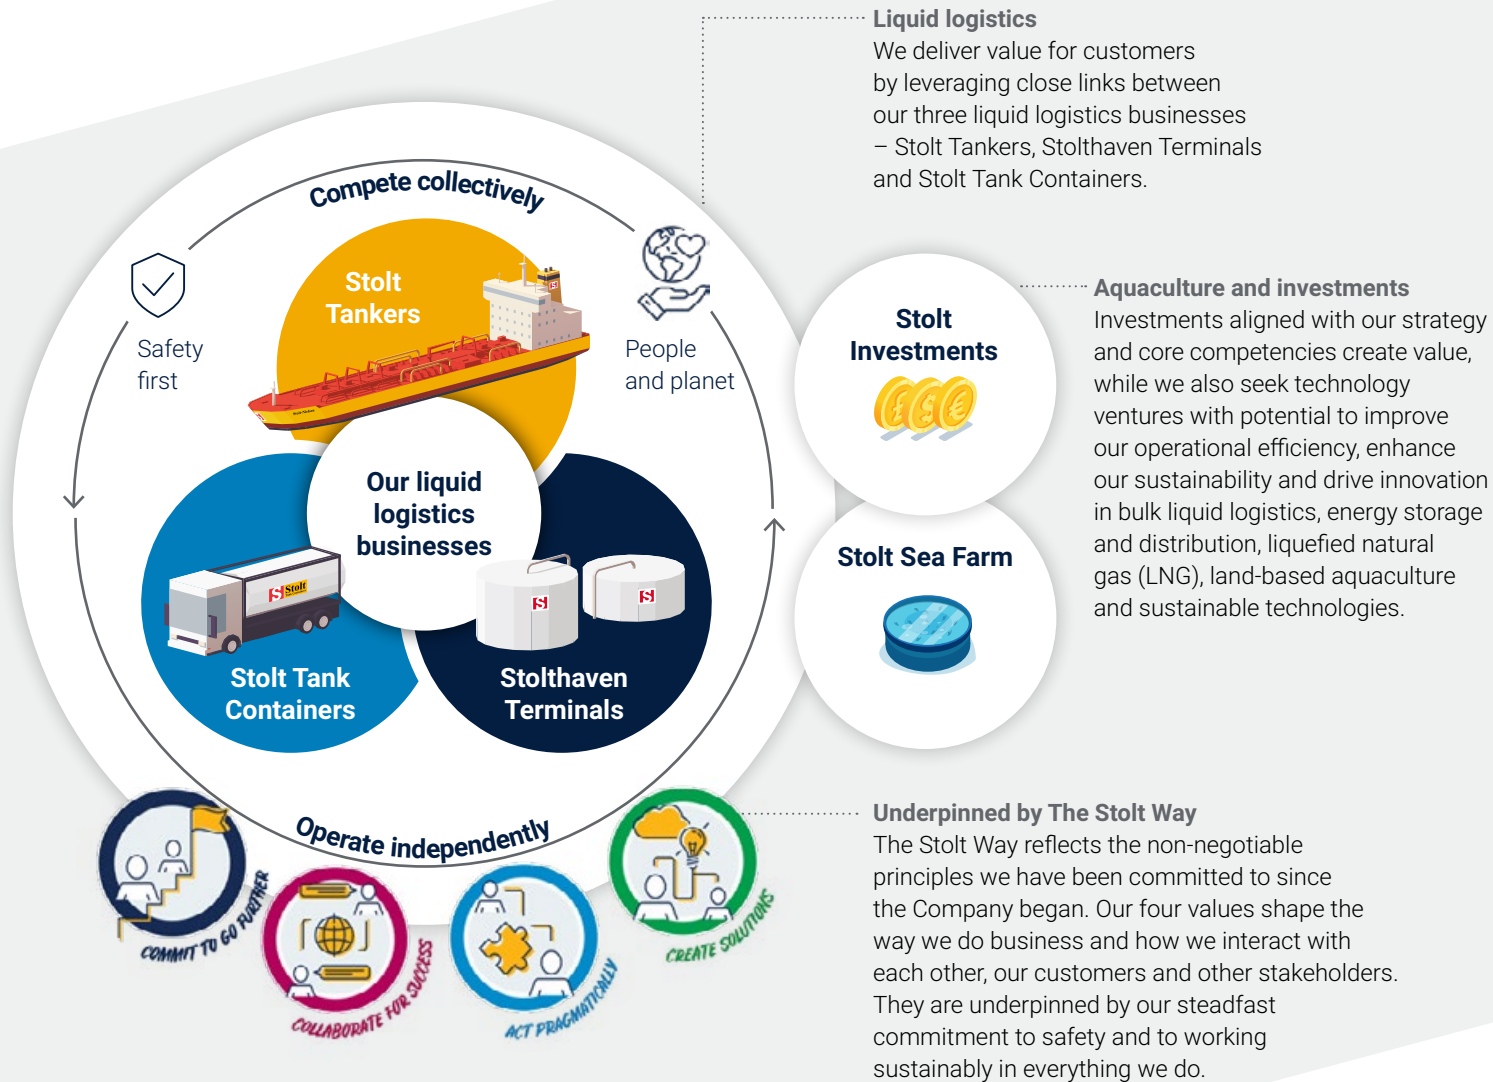 Liquid logistics
We deliver value for customers
by leveraging close links between
our three liquid logistics businesses
– Stolt Tankers, Stolthaven Terminals
and Stolt Tank Containers.
Compete collectively
Safety
first
People
and planet
Stolt
Tankers
Our liquid
logistics
businesses
Stolt
Stolt Tank
Containers
Stolthaven
Terminals
Operate independently
Stolt
Investments
Stolt Sea Farm
Aquaculture and investments
Investments aligned with our strategy
and core competencies create value,
while we also seek technology
ventures with potential to improve
our operational efficiency, enhance
our sustainability and drive innovation
in bulk liquid logistics, energy storage
and distribution, liquefied natural
gas (LNG), land-based aquaculture
and sustainable technologies.
COMMIT TO GO FURTHER
COLLABORATE FOR SUCCESS
ACT PRAGMATICALLY
CREATE SOLUTIONS
Underpinned by The Stolt Way
The Stolt Way reflects the non-negotiable
principles we have been committed to since
the Company began. Our four values shape the
way we do business and how we interact with
each other, our customers and other stakeholders.
They are underpinned by our steadfast
commitment to safety and to working
sustainably in everything we do.